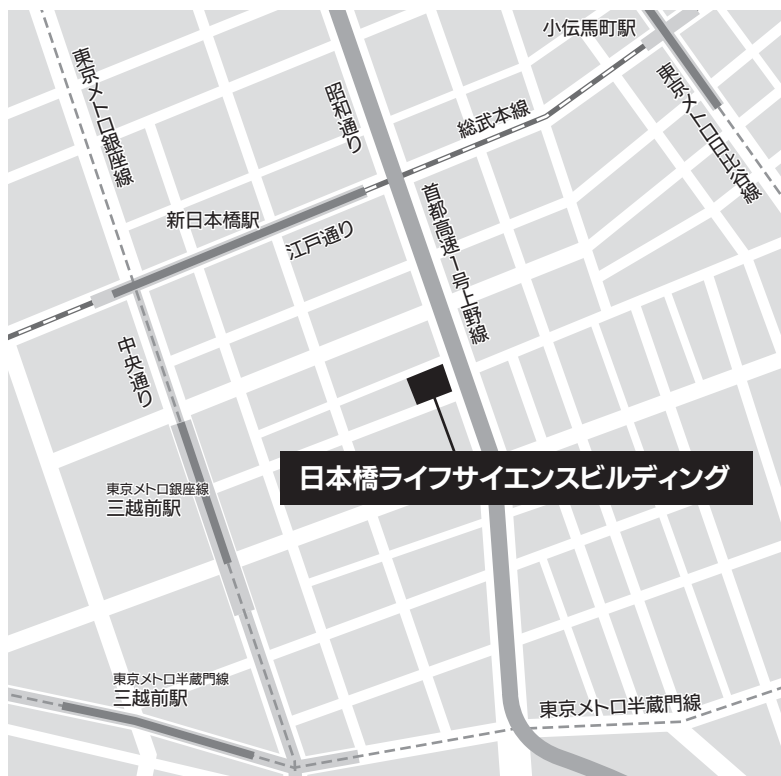 小伝馬町駅
東京メトロ銀座線
昭和通り
東京メトロ日比谷線
総武本線
新日本橋駅
江戸通り
首都高速1号上野線
中央通り
東京メトロ銀座線
三越前駅
日本橋ライフサイエンスビルディング
東京メトロ半蔵門線
三越前駅
東京メトロ半蔵門線